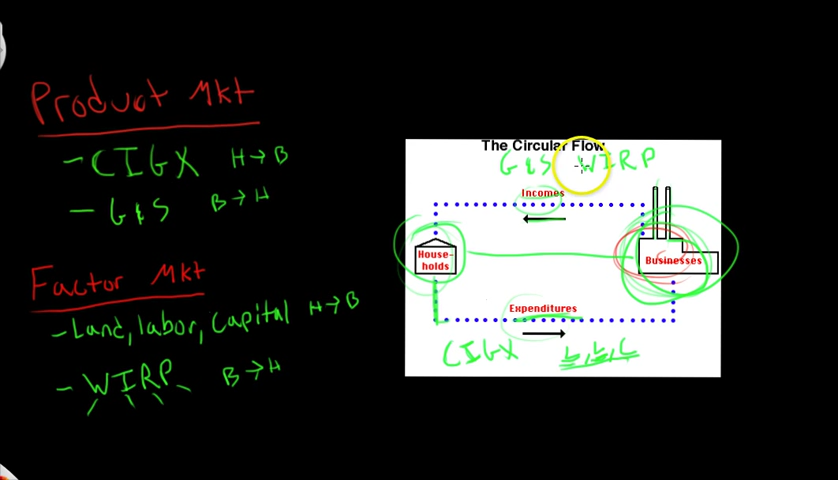 Product Mkt
- CIGX H→B
- G&S B→H
Factor Mkt
- Land, labor, Capital H→B
- WIRP B→H
The Circular Flow
G&S WIRP
Incomes
House-
holds
Businesses
Expenditures
CIGX L, L, C